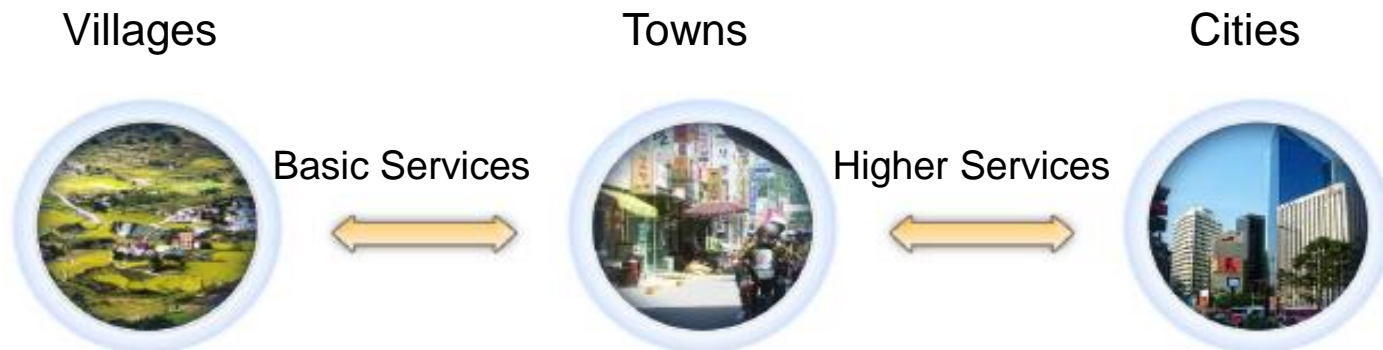 Villages
Towns
Cities
Basic Services
Higher Services